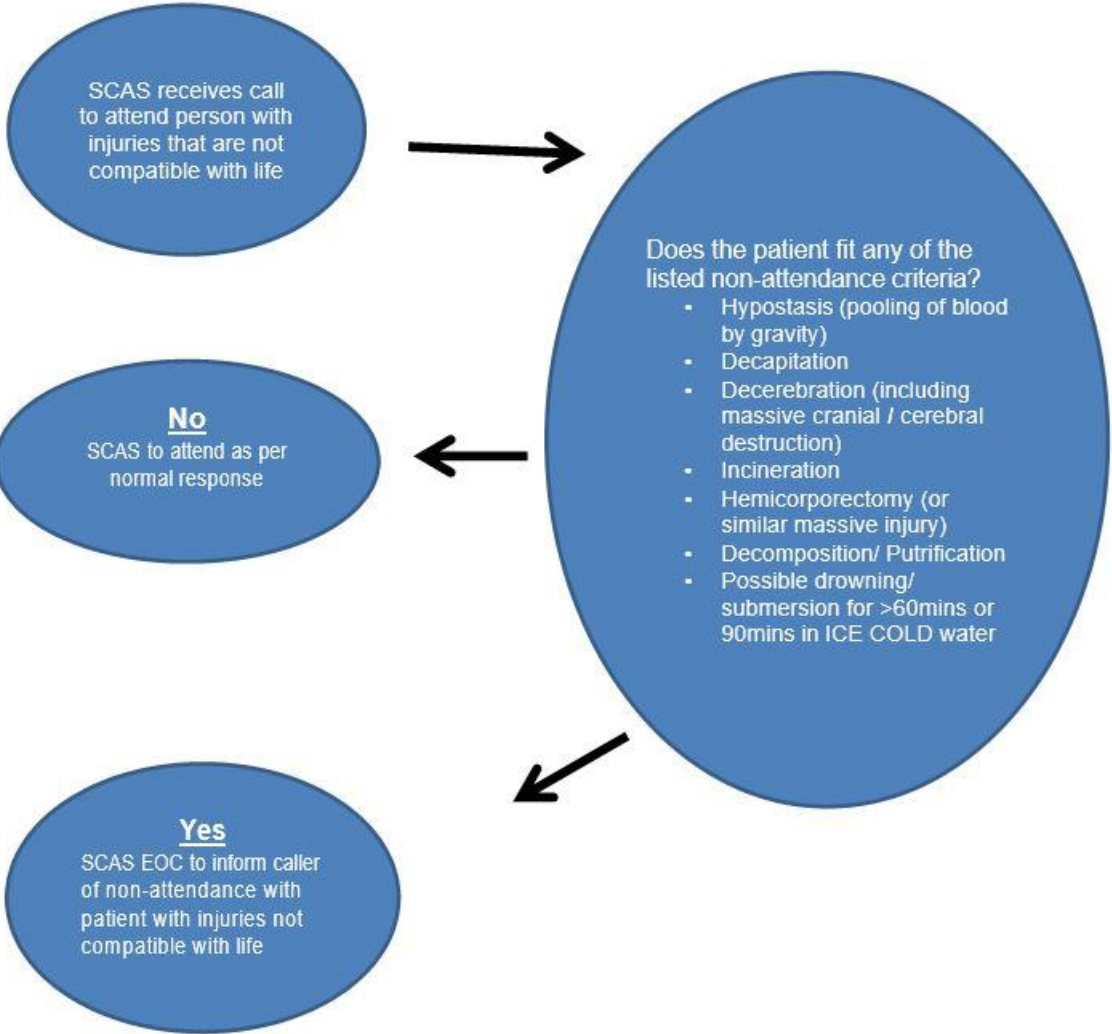 SCAS receives call
to attend person with
injuries that are not
compatible with life
Does the patient fit any of the
listed non-attendance criteria?
• Hypostasis (pooling of blood
by gravity)
• Decapitation
• Decerebration (including
massive cranial / cerebral
destruction)
• Incineration
• Hemicorporectomy (or
similar massive injury)
• Decomposition/ Putrification
• Possible drowning/
submersion for >60mins or
90mins in ICE COLD water
No
SCAS to attend as per
normal response
Yes
SCAS EOC to inform caller
of non-attendance with
patient with injuries not
compatible with life